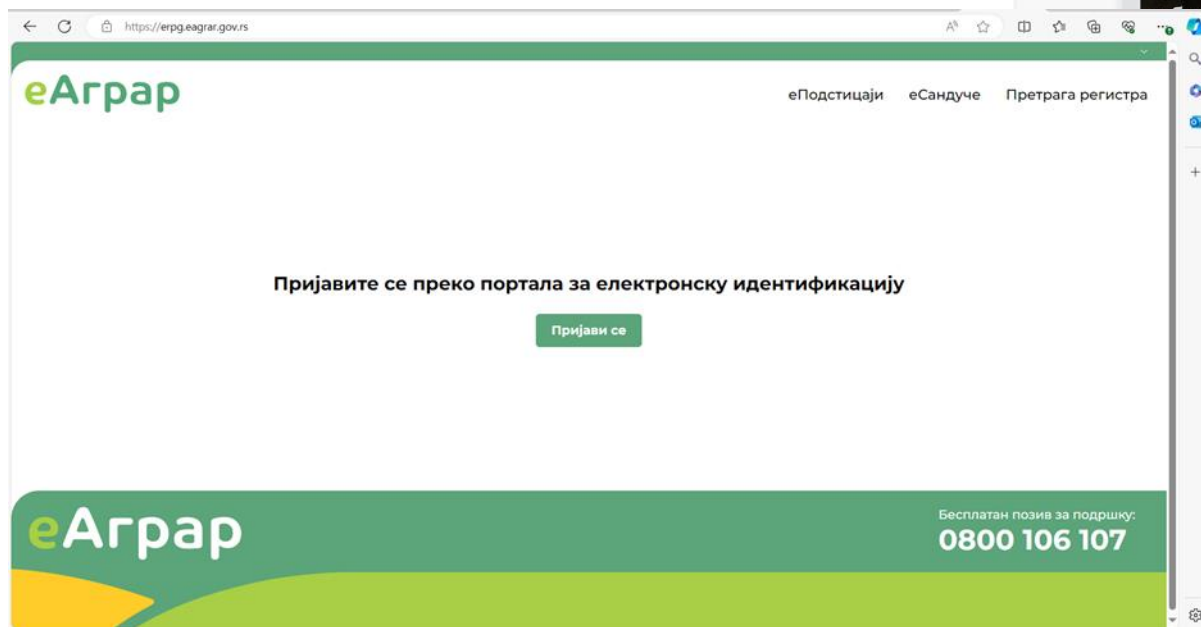 https://erpg.eagrar.gov.rs
еАграр
еПодстицаји еСандуче Претрага регистра
Пријавите се преко портала за електронску идентификацију
Пријави се
еАграр
Бесплатан позив за подршку:
0800 106 107